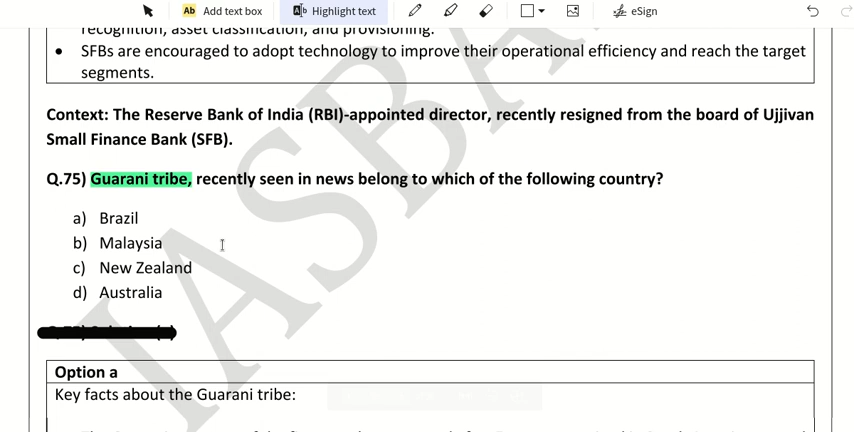 Add text box
Highlight text
eSign
recognition, asset classification, and provisioning.
• SFBs are encouraged to adopt technology to improve their operational efficiency and reach the target
segments.
Context: The Reserve Bank of India (RBI)-appointed director, recently resigned from the board of Ujjivan
Small Finance Bank (SFB).
Q.75) Guarani tribe, recently seen in news belong to which of the following country?
a) Brazil
b) Malaysia
c) New Zealand
d) Australia
Option a
Key facts about the Guarani tribe: